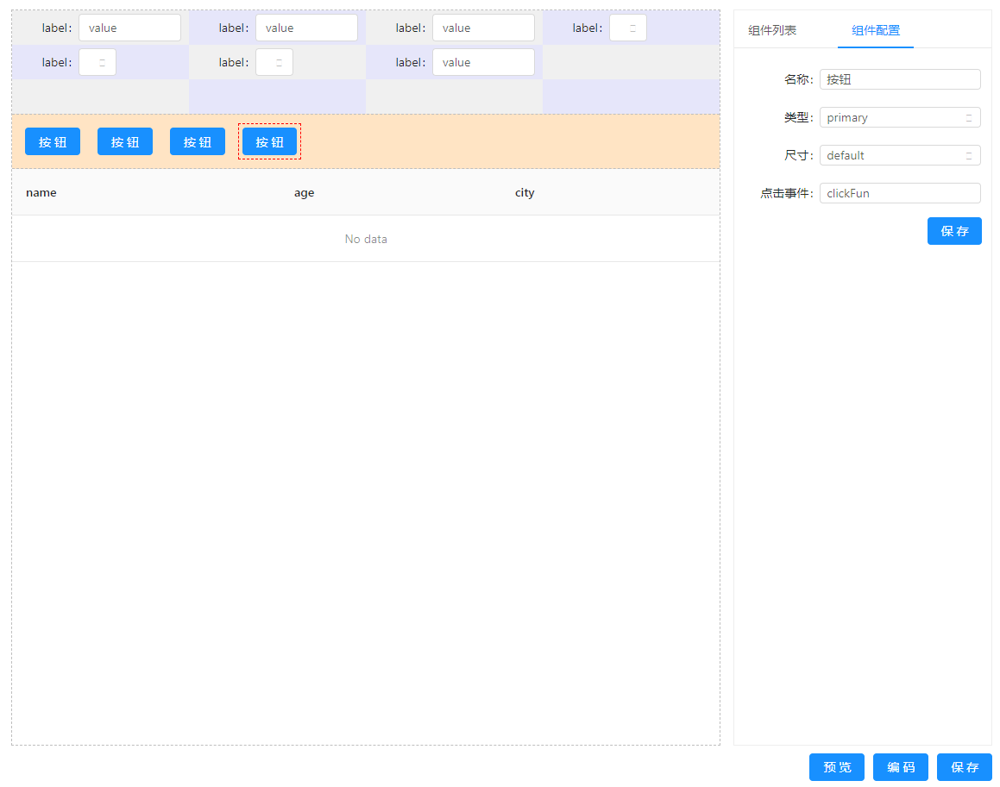 label: value label: value label: value label:
label: label: label: value
按 钮 按 钮 按 钮 按 钮
name age city
No data
组件列表 组件配置
名称: 按钮
类型: primary
尺寸: default
点击事件: clickFun
保 存
预 览 编 码 保 存